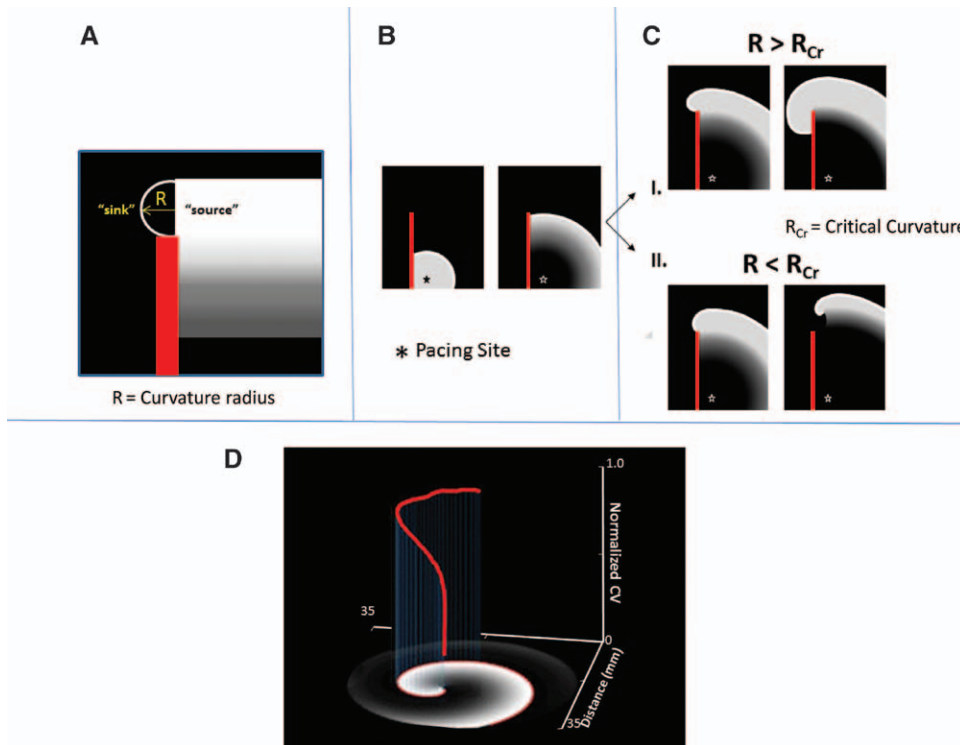 A
"sink"
R
"source"
R = Curvature radius
B
* Pacing Site
C
R > R_Cr
I.
R_Cr = Critical Curvature
II.
R < R_Cr
D
1.0
Normalized CV
0
35
Distance (mm)
35